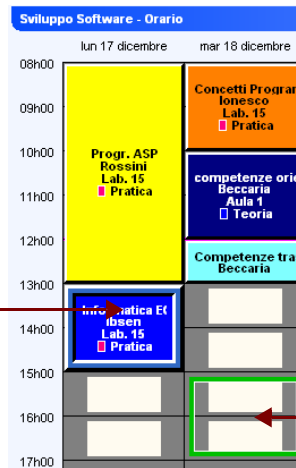 Sviluppo Software - Orario
lun 17 dicembre mar 18 dicembre
08h00
09h00
10h00
11h00
12h00
13h00
14h00
15h00
16h00
17h00
Progr. ASP
Rossini
Lab. 15
Pratica
Informatica
Ibsen
Lab. 15
Pratica
Concetti Prograr
Ionesco
Lab. 15
Pratica
competenze orie
Beccaria
Aula 1
Teoria
Competenze tra
Beccaria